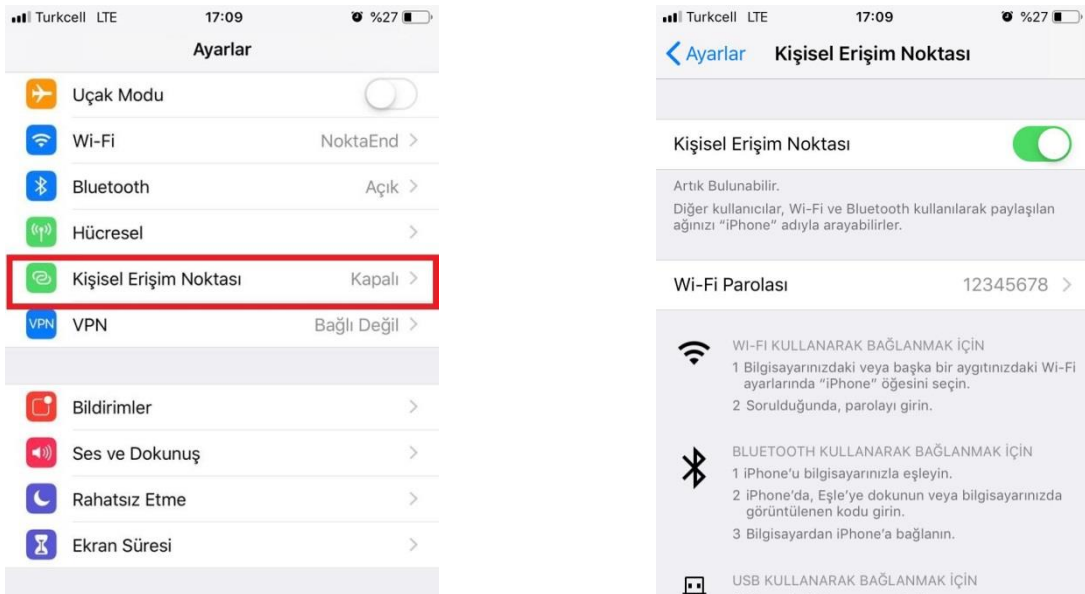 Turkcell LTE 17:09 %27
Ayarlar
Uçak Modu
Wi-Fi NoktaEnd
Bluetooth Açık
Hücresel
Kişisel Erişim Noktası Kapalı
VPN VPN Bağlı Değil
Bildirimler
Ses ve Dokunuş
Rahatsız Etme
Ekran Süresi
Turkcell LTE 17:09 %27
Ayarlar Kişisel Erişim Noktası
Kişisel Erişim Noktası
Artık Bulunabilir.
Diğer kullanıcılar, Wi-Fi ve Bluetooth kullanılarak paylaşılan
ağınızı “iPhone” adıyla arayabilirler.
Wi-Fi Parolası 12345678
WI-FI KULLANARAK BAĞLANMAK İÇİN
1 Bilgisayarınızdaki veya başka bir aygıtınızdaki Wi-Fi
ayarlarında “iPhone” öğesini seçin.
2 Sorulduğunda, parolayı girin.
BLUETOOTH KULLANARAK BAĞLANMAK İÇİN
1 iPhone'u bilgisayarınızla eşleyin.
2 iPhone'da, Eşle'ye dokunun veya bilgisayarınızda
görüntülenen kodu girin.
3 Bilgisayardan iPhone'a bağlanın.
USB KULLANARAK BAĞLANMAK İÇİN